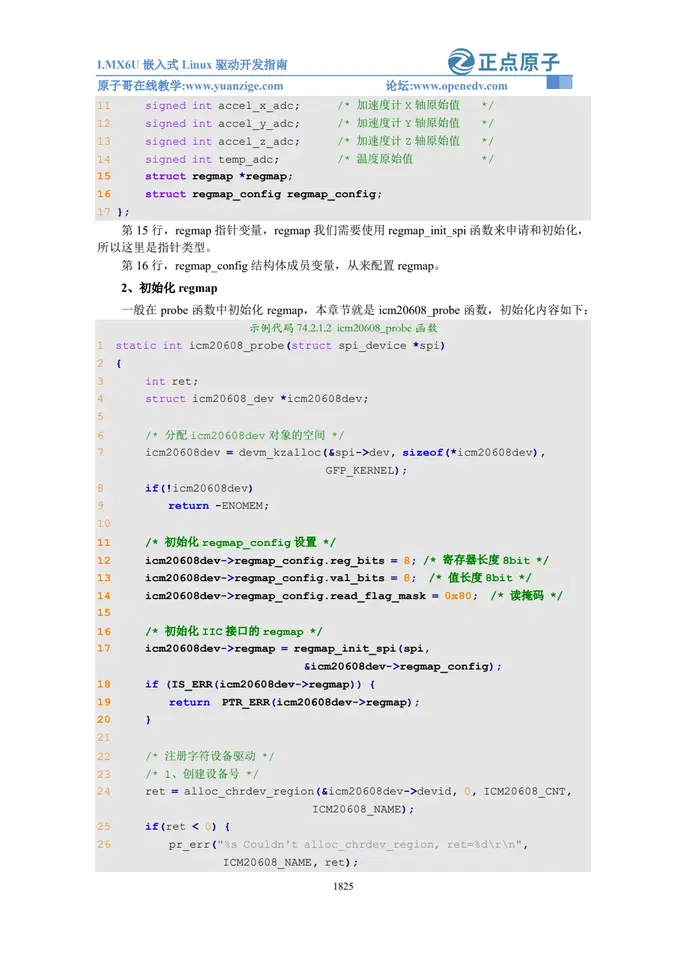 I.MX6U 嵌入式 Linux 驱动开发指南
正点原子
原子哥在线教学:www.yuanzige.com 论坛:www.openedv.com
11 signed int accel_x_adc; /* 加速度计 X 轴原始值 */
12 signed int accel_y_adc; /* 加速度计 Y 轴原始值 */
13 signed int accel_z_adc; /* 加速度计 Z 轴原始值 */
14 signed int temp_adc; /* 温度原始值 */
15 struct regmap *regmap;
16 struct regmap_config regmap_config;
17 };
第 15 行，regmap 指针变量，regmap 我们需要使用 regmap_init_spi 函数来申请和初始化，
所以这里是指针类型。
第 16 行，regmap_config 结构体成员变量，从来配置 regmap。
2、初始化 regmap
一般在 probe 函数中初始化 regmap，本章节就是 icm20608_probe 函数，初始化内容如下：
示例代码 74.2.1.2 icm20608_probe 函数
1 static int icm20608_probe(struct spi_device *spi)
2 {
3 int ret;
4 struct icm20608_dev *icm20608dev;
5
6 /* 分配 icm20608dev 对象的空间 */
7 icm20608dev = devm_kzalloc(&spi->dev, sizeof(*icm20608dev),
GFP_KERNEL);
8 if(!icm20608dev)
9 return -ENOMEM;
10
11 /* 初始化 regmap_config 设置 */
12 icm20608dev->regmap_config.reg_bits = 8; /* 寄存器长度 8bit */
13 icm20608dev->regmap_config.val_bits = 8; /* 值长度 8bit */
14 icm20608dev->regmap_config.read_flag_mask = 0x80; /* 读掩码 */
15
16 /* 初始化 IIC 接口的 regmap */
17 icm20608dev->regmap = regmap_init_spi(spi,
&icm20608dev->regmap_config);
18 if (IS_ERR(icm20608dev->regmap)) {
19 return PTR_ERR(icm20608dev->regmap);
20 }
21
22 /* 注册字符设备驱动 */
23 /* 1、创建设备号 */
24 ret = alloc_chrdev_region(&icm20608dev->devid, 0, ICM20608_CNT,
ICM20608_NAME);
25 if(ret < 0) {
26 pr_err("%s Couldn't alloc_chrdev_region, ret=%d\r\n",
ICM20608_NAME, ret);
1825